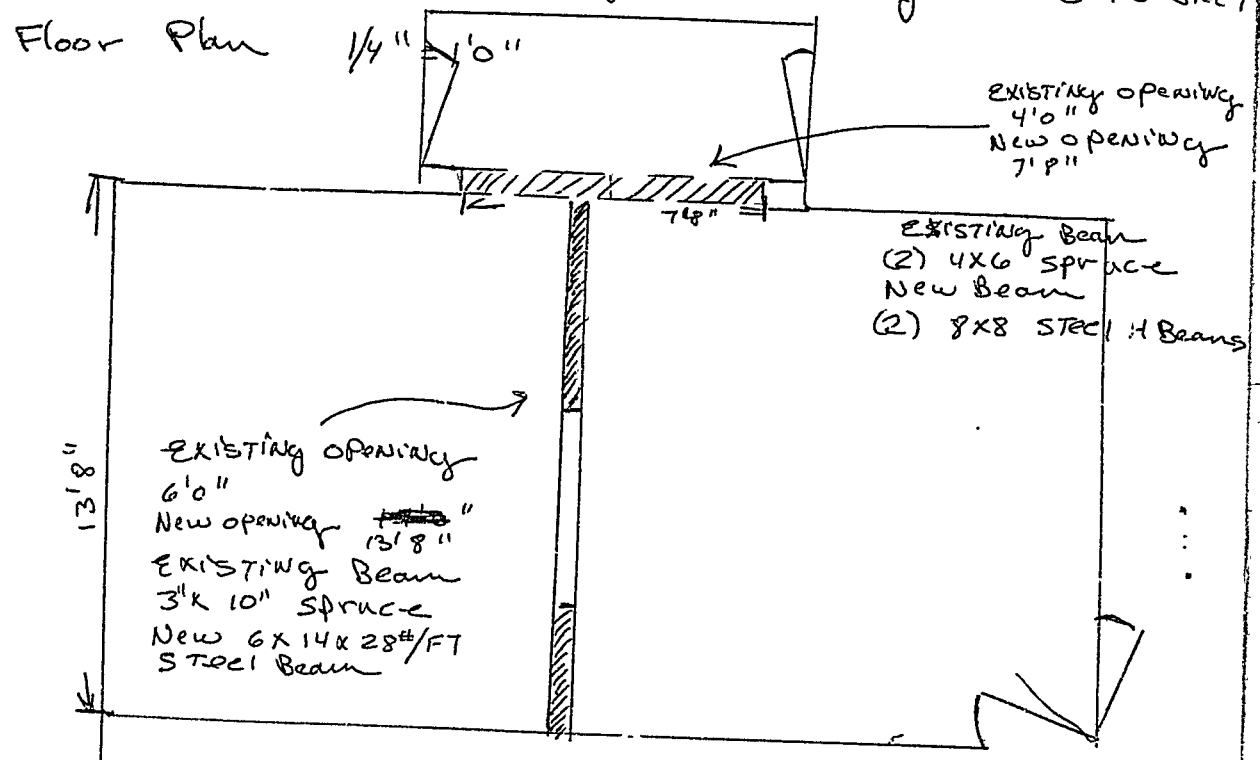 Floor Plan 1/4" = 1'0"
EXISTING OPENING
4'0"
New OPENING
7'8"
7'8"
EXISTING Beam
(2) 4X6 Spruce
New Beam
(2) 8X8 STeel H Beams
13'8"
EXISTING OPENING
6'0"
New opening "
13'8"
EXISTING Beam
3"X 10" Spruce
New 6 X 14 X 28#/FT
STeel Beam